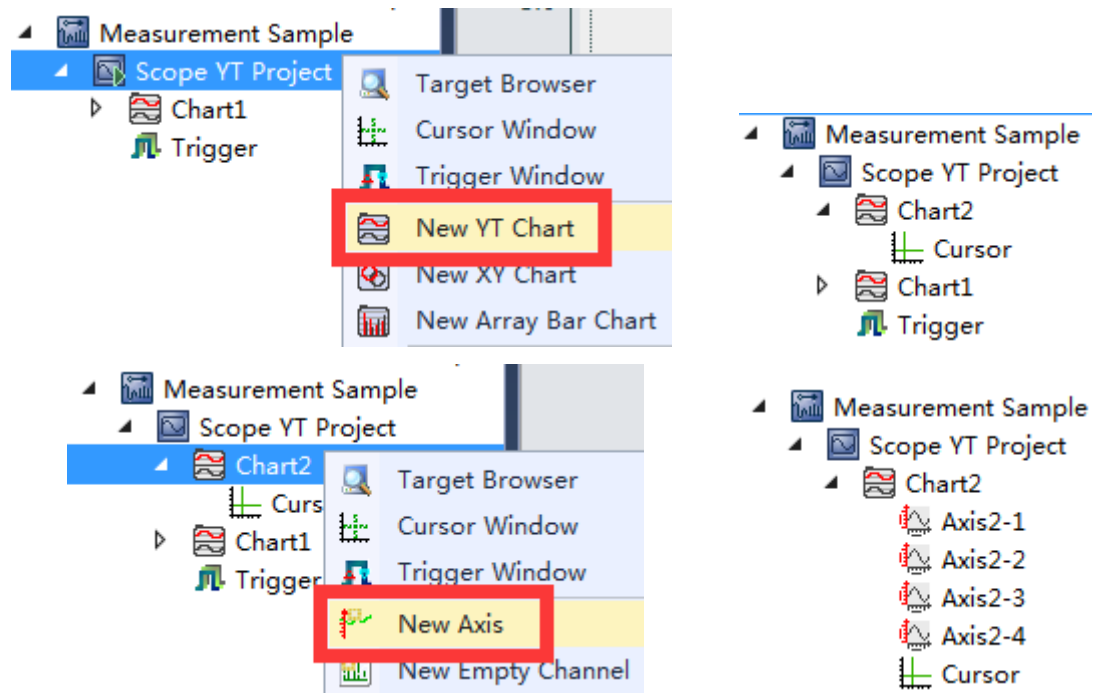 Measurement Sample
Scope YT Project
Chart1
Trigger
Target Browser
Cursor Window
Trigger Window
New YT Chart
New XY Chart
New Array Bar Chart
Measurement Sample
Scope YT Project
Chart2
Cursor
Chart1
Trigger
Measurement Sample
Scope YT Project
Chart2
Curs
Chart1
Trigger
Target Browser
Cursor Window
Trigger Window
New Axis
New Empty Channel
Measurement Sample
Scope YT Project
Chart2
Axis2-1
Axis2-2
Axis2-3
Axis2-4
Cursor